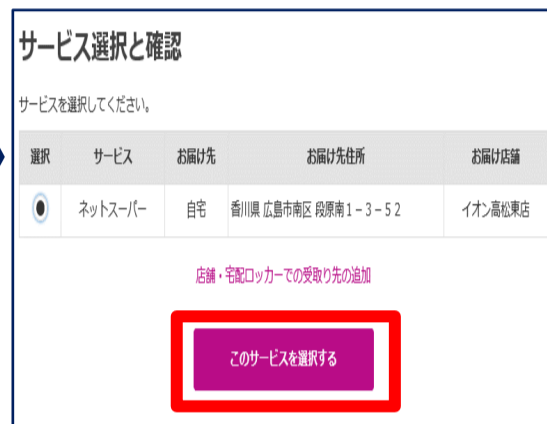 サービス選択と確認
サービスを選択してください。
選択 サービス お届け先 お届け先住所 お届け店舗
ネットスーパー 自宅 香川県 広島市南区 段原南1－3－52 イオン高松東店
店舗・宅配ロッカーでの受取り先の追加
このサービスを選択する